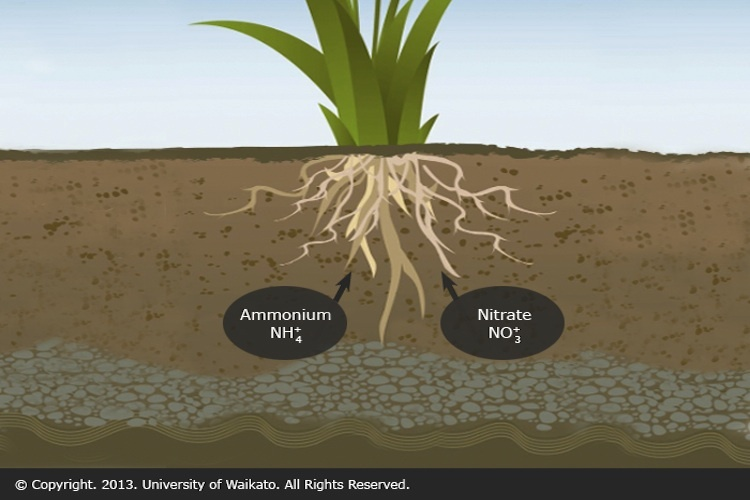 Ammonium
NH₄⁺
Nitrate
NO₃⁺
© Copyright. 2013. University of Waikato. All Rights Reserved.